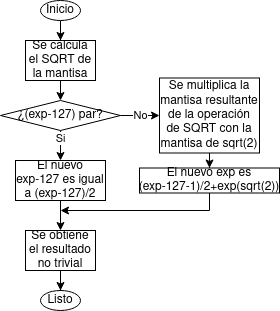 Inicio
Se calcula
el SQRT de
la mantisa
¿(exp-127) par?
No
Si
Se multiplica la
mantisa resultante
de la operación
de SQRT con la
mantisa de sqrt(2)
El nuevo
exp-127 es igual
a (exp-127)/2
El nuevo exp es
(exp-127-1)/2+exp(sqrt(2))
Se obtiene
el resultado
no trivial
Listo